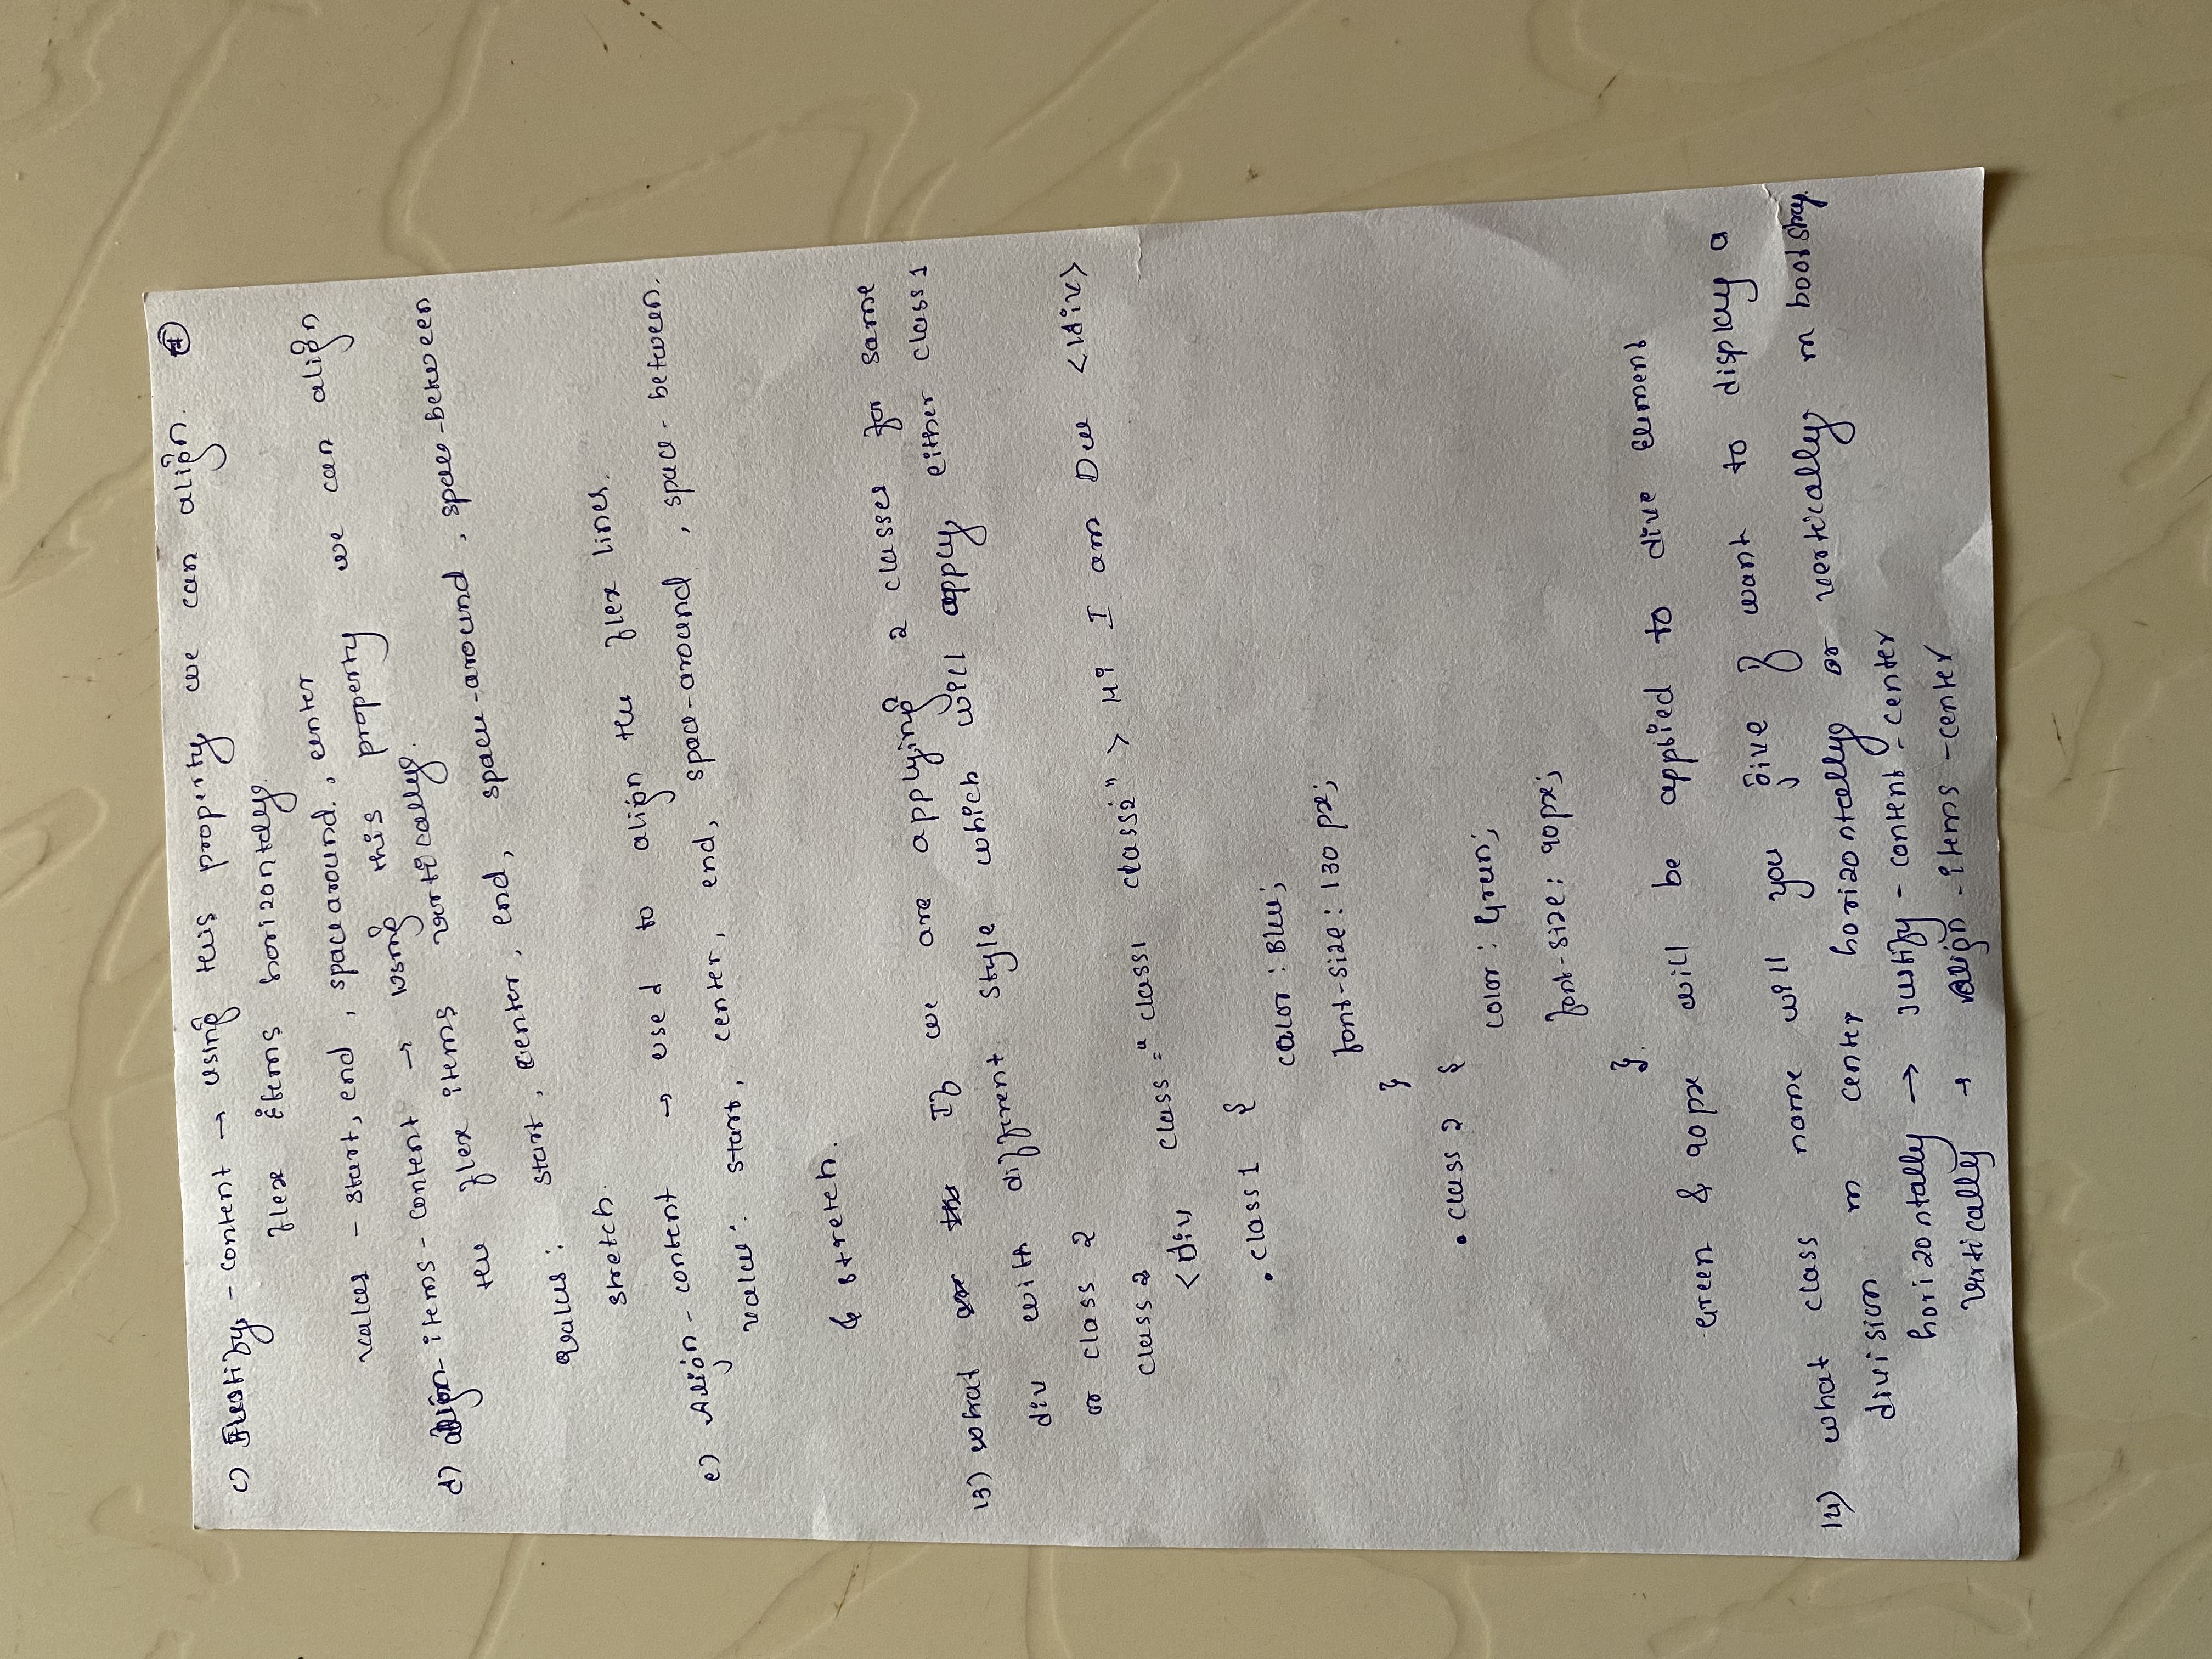 c) Justify - content → using this property we can align.
flex items horizontaly.
values - start, end, space around., center
d) Align-items-content → using this property we can align
the flex items vertically.
values: start, center, end, space-around, space-between
stretch.
e) Align-content → used to align the flex lines.
value: start, center, end, space-around, space-between.
& stretch.
13) what If we are applying 2 classes for same
div with different style which will apply either class 1
or class 2
class 2
<div class="class1 class2"> Hi I am Div </div>
.class1 {
color: Blue;
font-size: 130 px;
}
.class 2 {
color: Green;
font-size: 90px;
}.
Green & 90px will be applied to dive element
14) what class name will you give if want to display a
division in center horizontally or vertically in bootstrap.
horizontally → Justify-content-center
vertically → Align-items-center